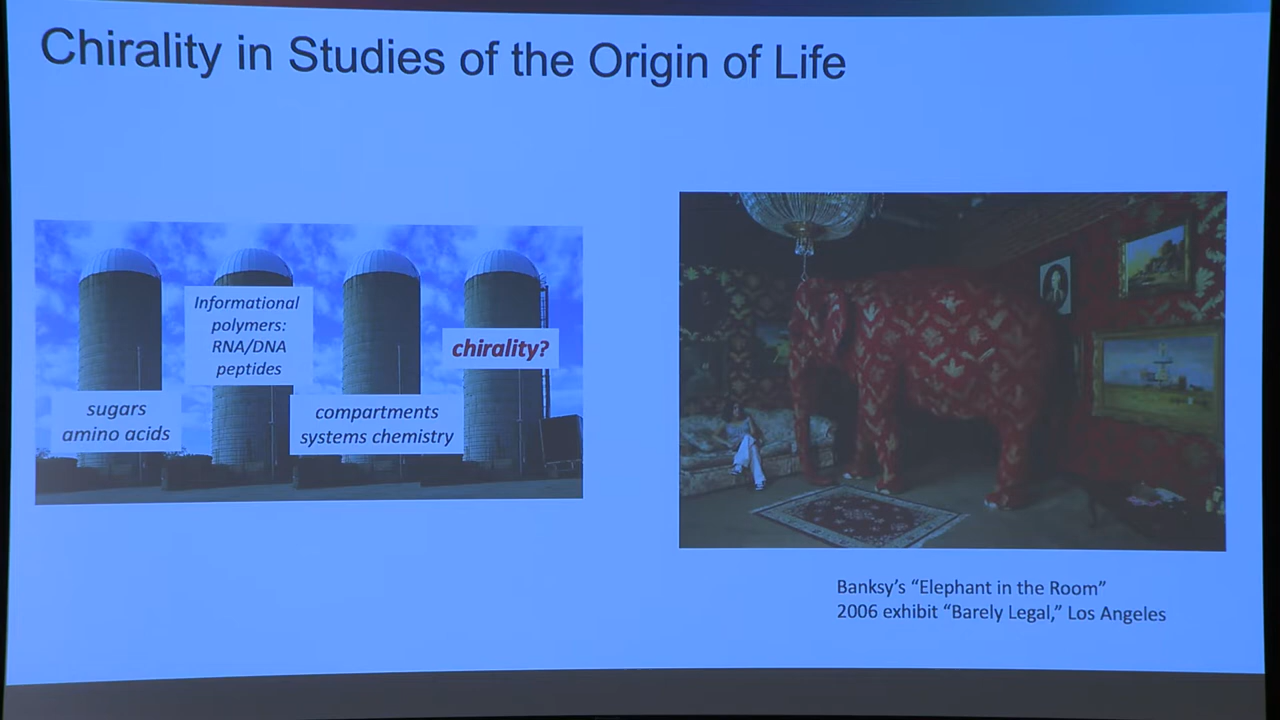 Chirality in Studies of the Origin of Life
sugars
amino acids
Informational
polymers:
RNA/DNA
peptides
compartments
systems chemistry
chirality?
Banksy's “Elephant in the Room”
2006 exhibit “Barely Legal,” Los Angeles